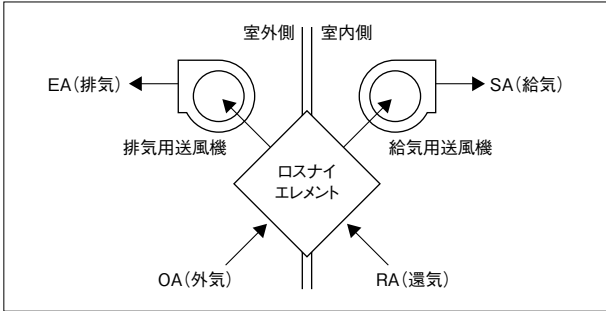 室外側 室内側
EA（排気） SA（給気）
排気用送風機 給気用送風機
ロスナイ
エレメント
OA（外気） RA（還気）